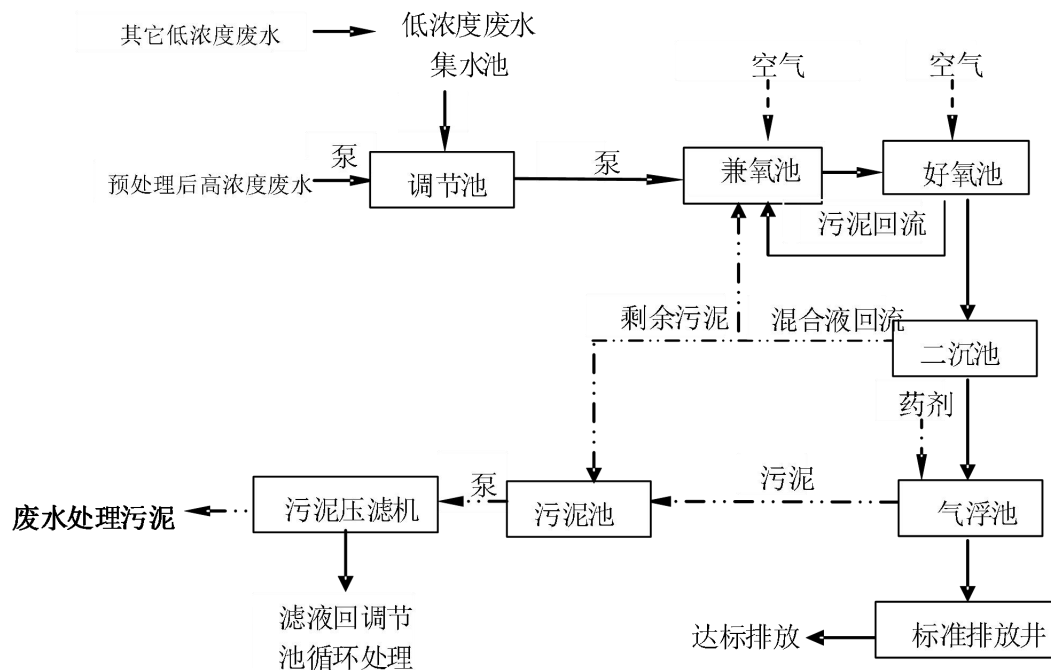 其它低浓度废水
低浓度废水
集水池
空气
空气
泵
泵
预处理后高浓度废水
调节池
兼氧池
好氧池
污泥回流
剩余污泥
混合液回流
二沉池
药剂
污泥
泵
废水处理污泥
污泥压滤机
污泥池
气浮池
滤液回调节
池循环处理
达标排放
标准排放井